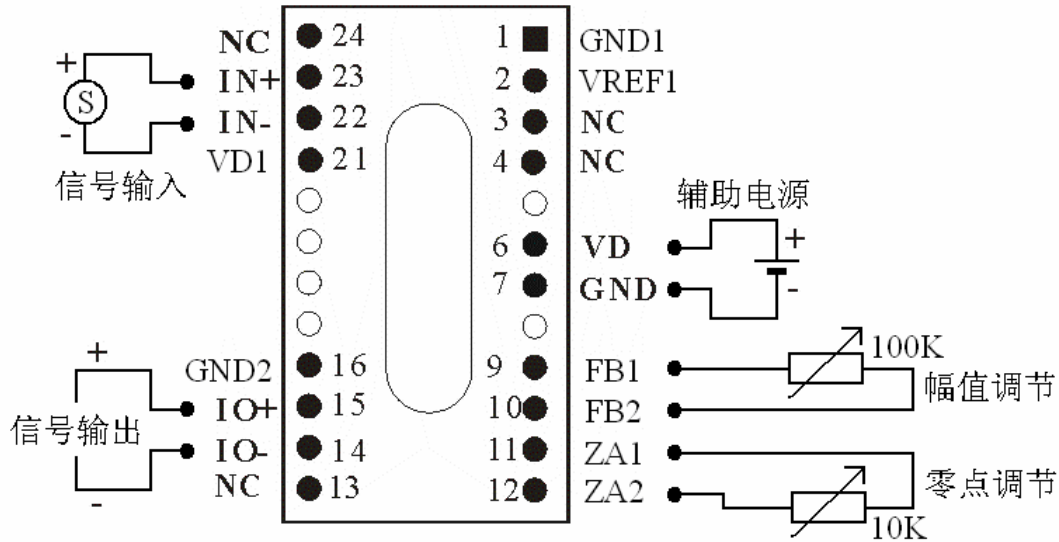 NC 24 1 GND1
+ IN+ 23 2 VREF1
S
- IN- 22 3 NC
VD1 21 4 NC
信号输入
辅助电源
6 VD +
7 GND -
+ GND2 16 9 FB1 100K
幅值调节
IO+ 15 10 FB2
信号输出
IO- 14 11 ZA1
零点调节
- NC 13 12 ZA2
10K